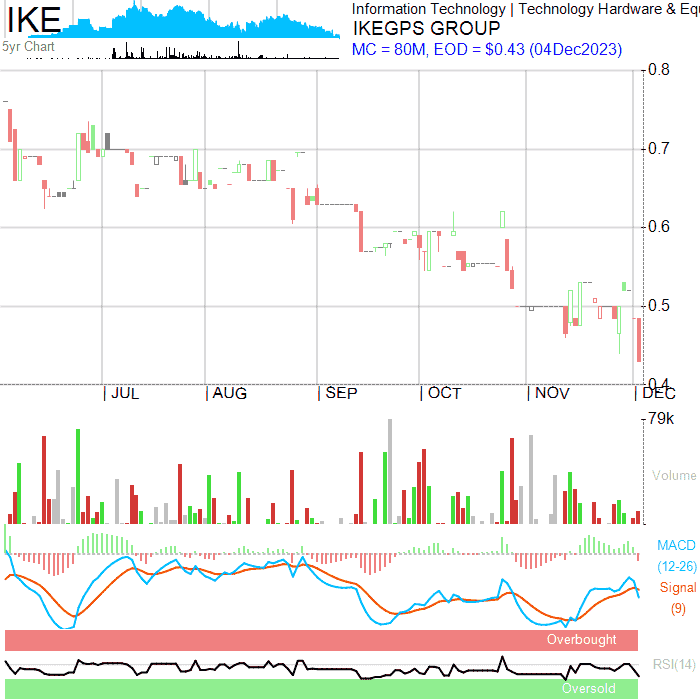 IKE
5yr Chart
Information Technology | Technology Hardware & Equ
IKEGPS GROUP
MC = 80M, EOD = $0.43 (04Dec2023)
0.8
0.7
0.6
0.5
0.4
JUL AUG SEP OCT NOV DEC
79k
Volume
MACD
(12-26)
Signal
(9)
Overbought
RSI(14)
Oversold